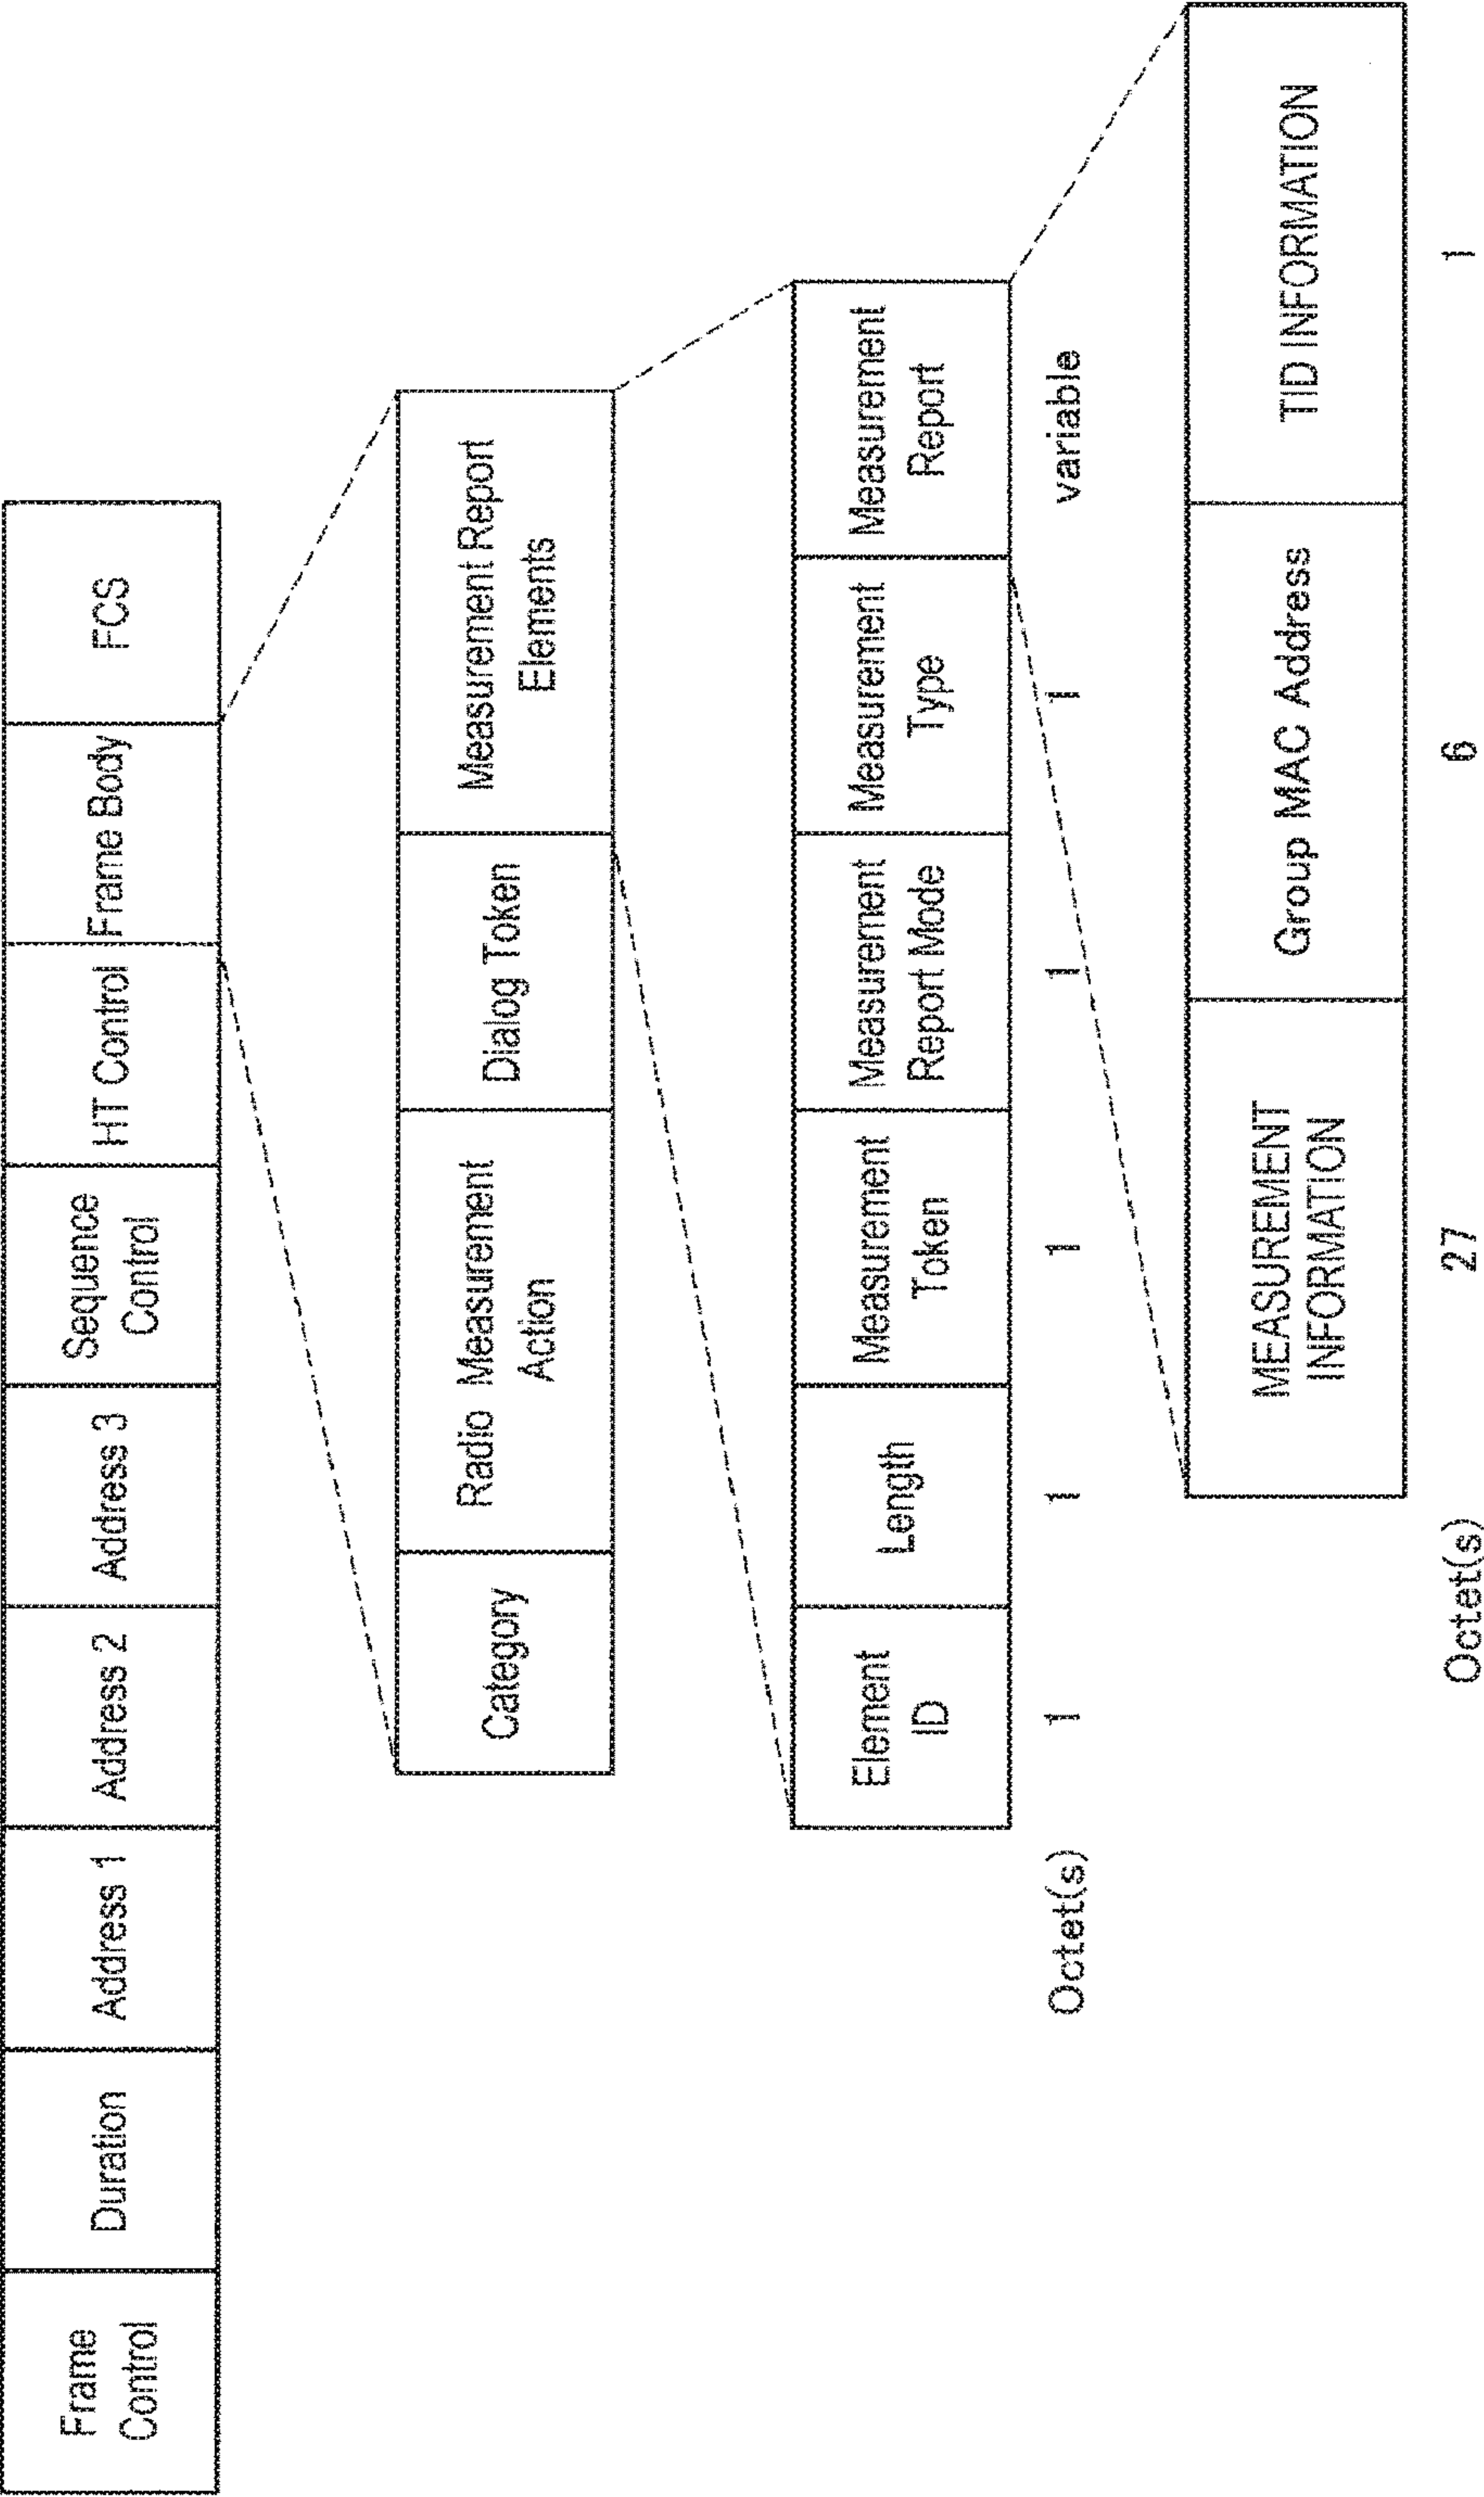 Frame
Control
Duration
Address 1
Address 2
Address 3
Sequence
Control
HT Control
Frame Body
FCS
Category
Radio Measurement
Action
Dialog Token
Measurement Report
Elements
Element
ID
Length
Measurement
Token
Measurement
Report Mode
Measurement
Type
Measurement
Report
Octet(s) 1 1 1 1 1 variable
MEASUREMENT
INFORMATION
Group MAC Address
TID INFORMATION
Octet(s) 27 6 1